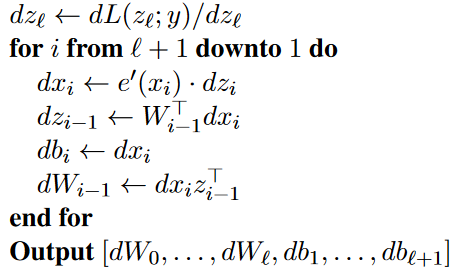 dz_ℓ ← dL(z_ℓ; y)/dz_ℓ
for i from ℓ + 1 downto 1 do
dx_i ← e′(x_i) · dz_i
dz_{i−1} ← W_{i−1}^⊤ dx_i
db_i ← dx_i
dW_{i−1} ← dx_i z_{i−1}^⊤
end for
Output [dW_0, . . . , dW_ℓ, db_1, . . . , db_{ℓ+1}]